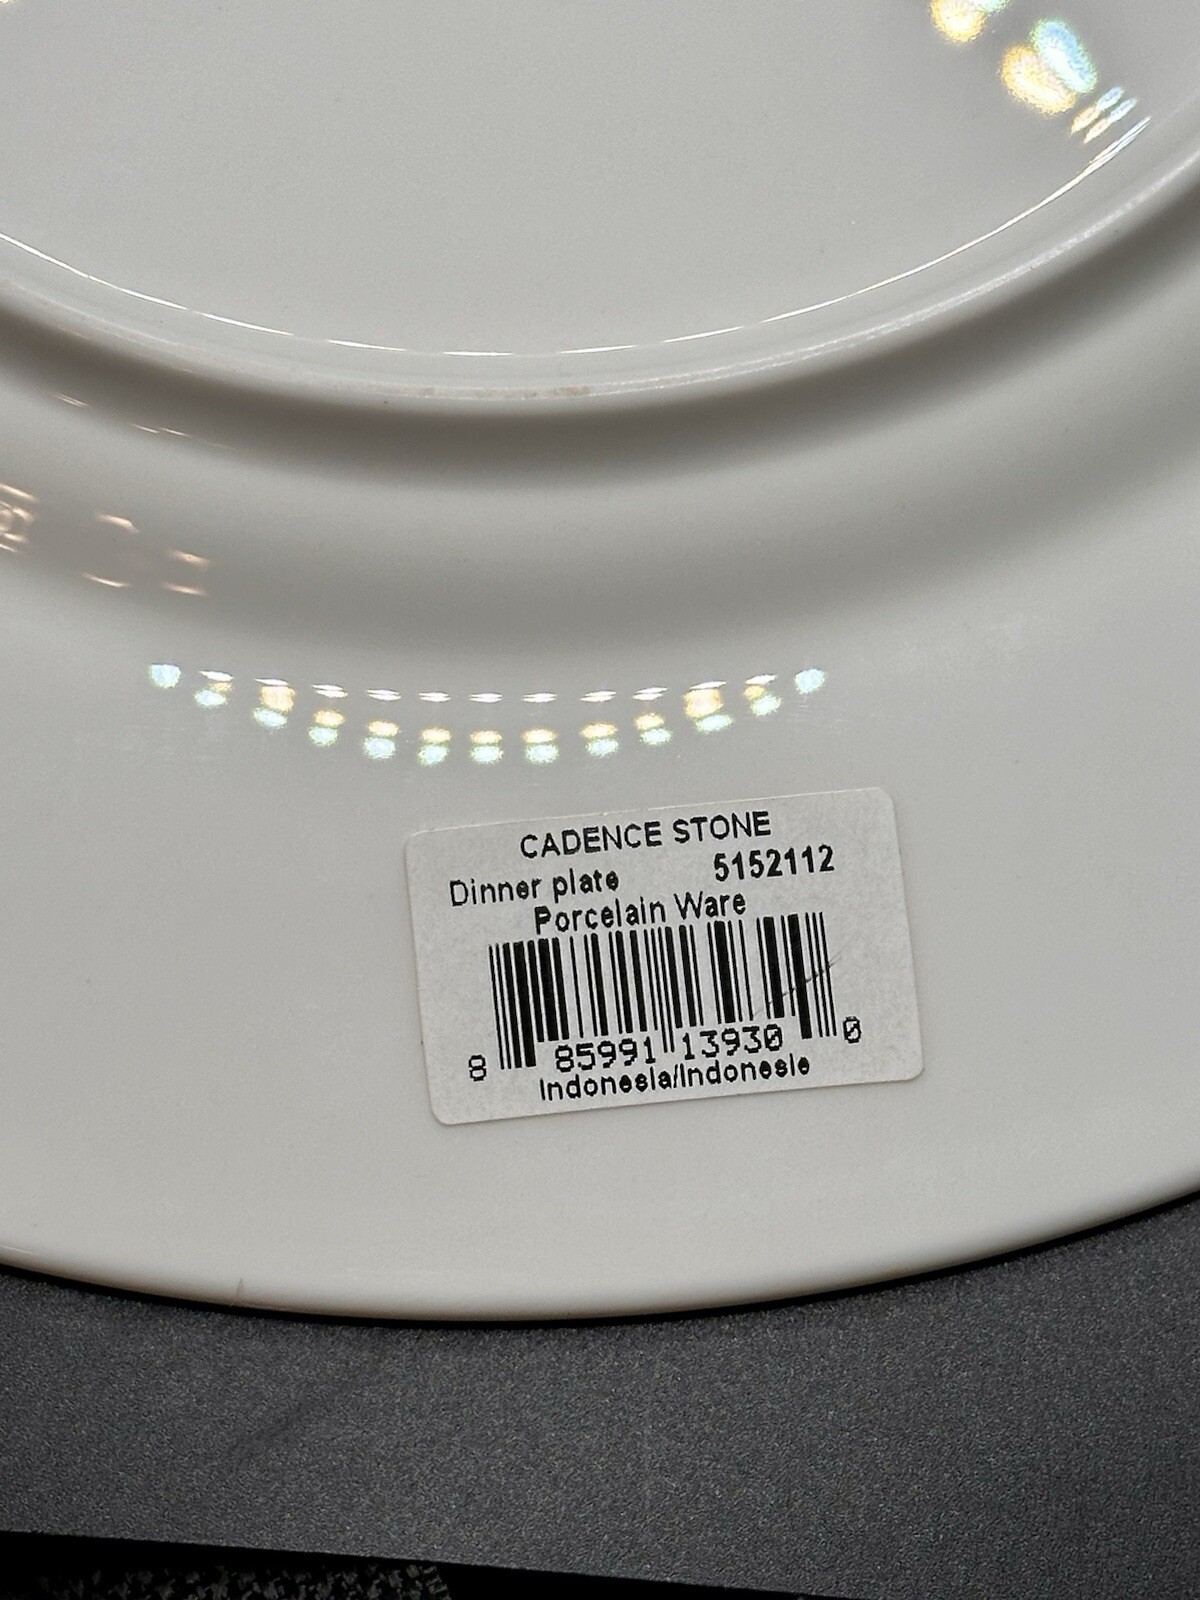 CADENCE STONE
Dinner plate 5152112
Porcelain Ware
8 85991 13930 0
Indonesia/Indonesie